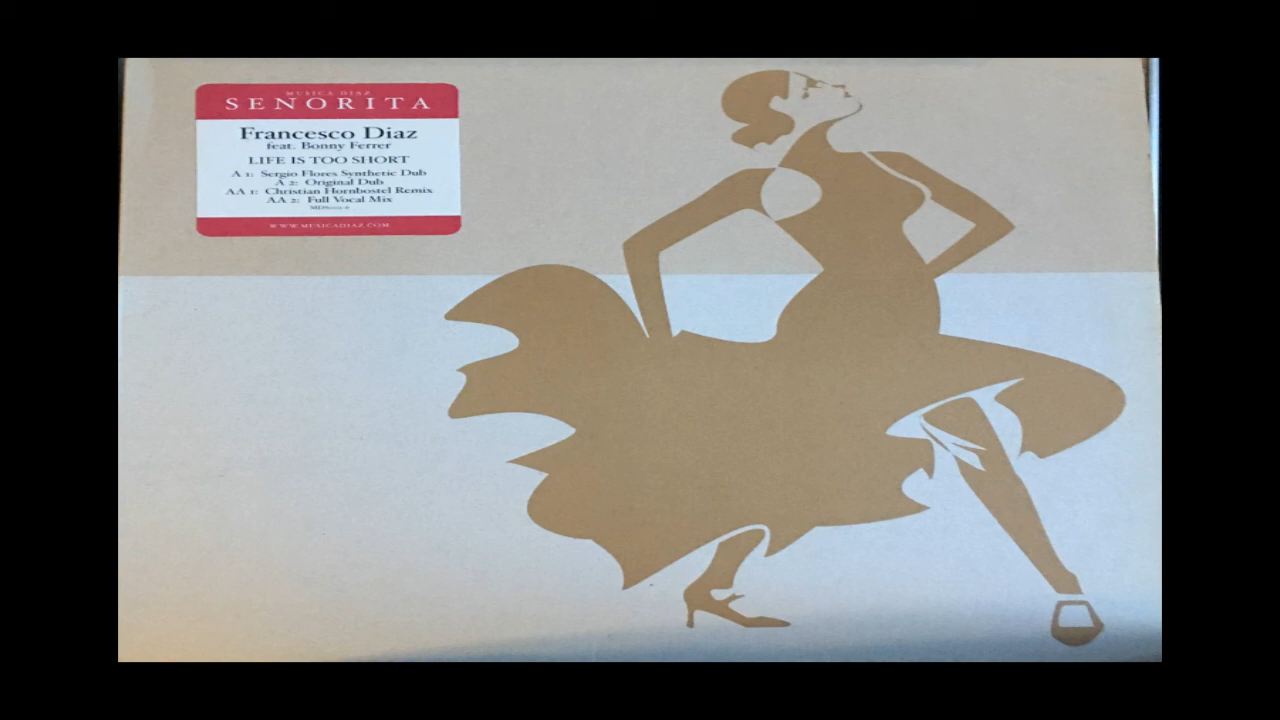 MUSICA DIAZ
SENORITA
Francesco Diaz
feat. Bonny Ferrer
LIFE IS TOO SHORT
A 1: Sergio Flores Synthetic Dub
A 2: Original Dub
AA 1: Christian Hornbostel Remix
AA 2: Full Vocal Mix
WWW.MUSICADIAZ.COM